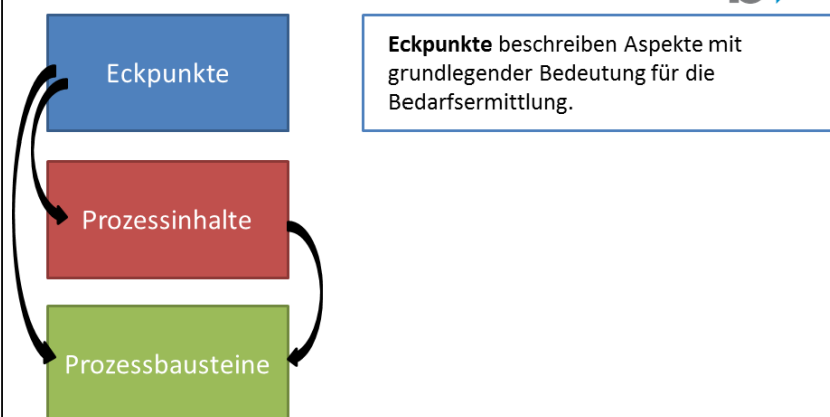 Eckpunkte
Eckpunkte beschreiben Aspekte mit
grundlegender Bedeutung für die
Bedarfsermittlung.
Prozessinhalte
Prozessbausteine